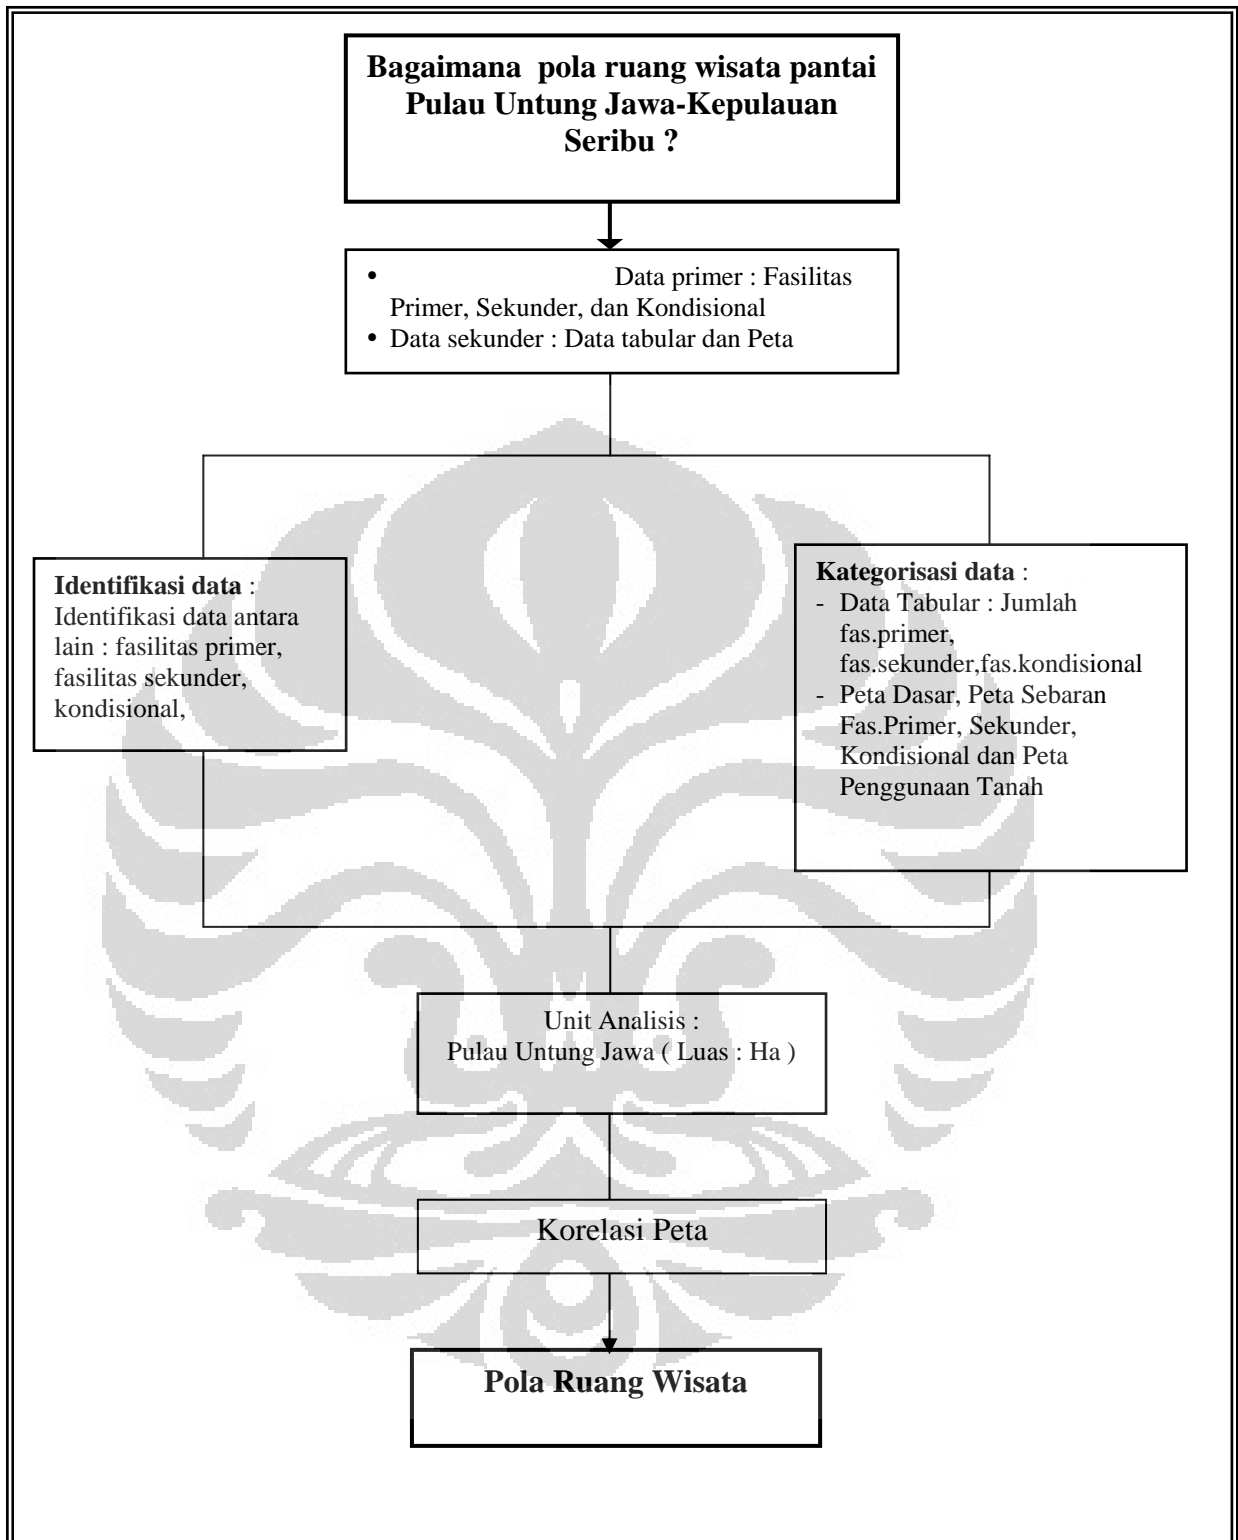 Bagaimana pola ruang wisata pantai
Pulau Untung Jawa-Kepulauan
Seribu ?
• Data primer : Fasilitas
Primer, Sekunder, dan Kondisional
• Data sekunder : Data tabular dan Peta
Identifikasi data :
Identifikasi data antara
lain : fasilitas primer,
fasilitas sekunder,
kondisional,
Kategorisasi data :
- Data Tabular : Jumlah
fas.primer,
fas.sekunder,fas.kondisional
- Peta Dasar, Peta Sebaran
Fas.Primer, Sekunder,
Kondisional dan Peta
Penggunaan Tanah
Unit Analisis :
Pulau Untung Jawa ( Luas : Ha )
Korelasi Peta
Pola Ruang Wisata